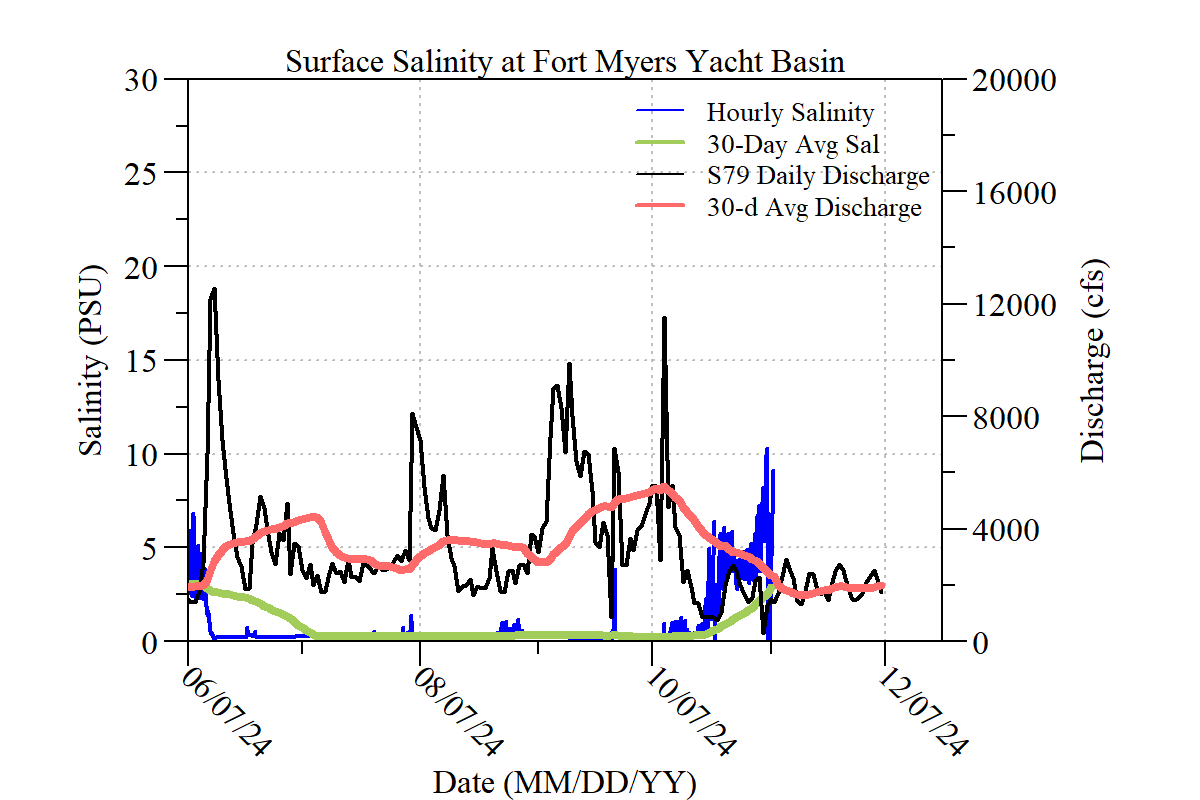 Surface Salinity at Fort Myers Yacht Basin
30
25
20
15
10
5
0
Salinity (PSU)
Hourly Salinity
30-Day Avg Sal
S79 Daily Discharge
30-d Avg Discharge
20000
16000
12000
8000
4000
0
Discharge (cfs)
06/07/24
08/07/24
10/07/24
12/07/24
Date (MM/DD/YY)